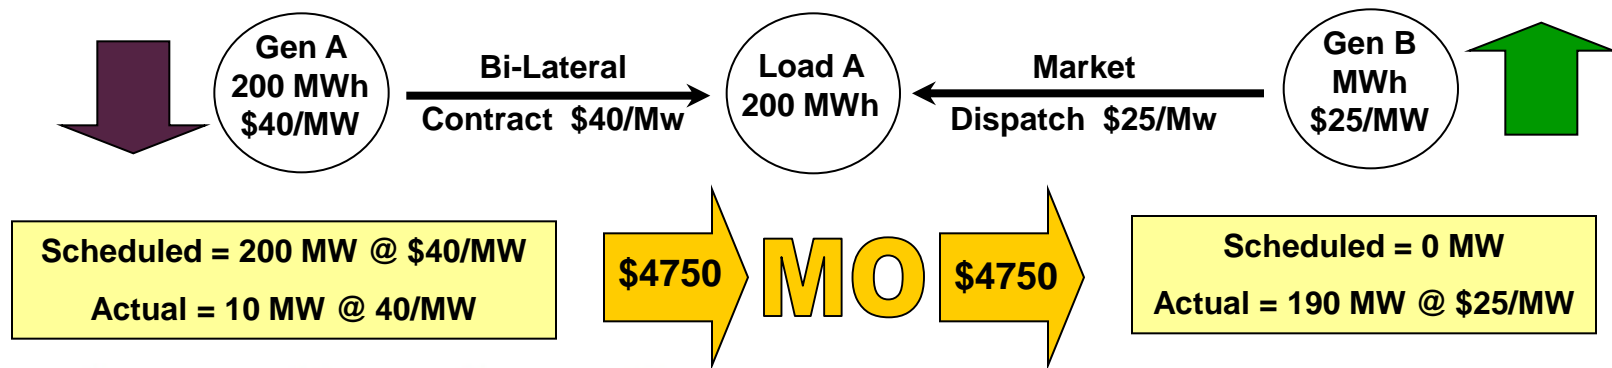 Gen A
200 MWh
$40/MW
Bi-Lateral
Contract $40/Mw
Load A
200 MWh
Market
Dispatch $25/Mw
Gen B
MWh
$25/MW
Scheduled = 200 MW @ $40/MW
Actual = 10 MW @ 40/MW
$4750
MO
$4750
Scheduled = 0 MW
Actual = 190 MW @ $25/MW